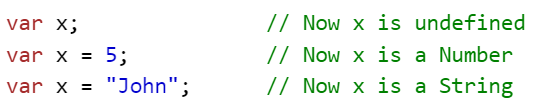 var x;               // Now x is undefined
var x = 5;           // Now x is a Number
var x = "John";      // Now x is a String